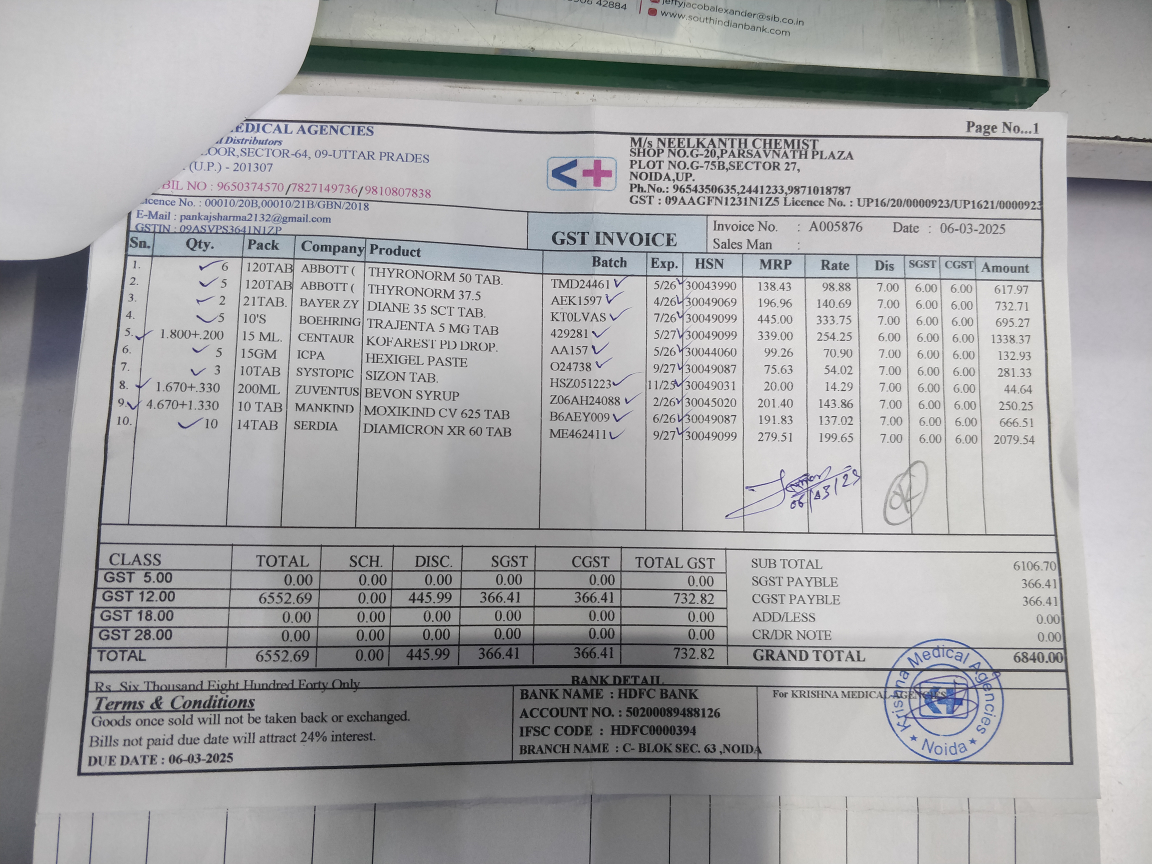 42884
jeffyjacobalexander@sib.co.in
www.southindianbank.com
Page No...1
EDICAL AGENCIES
Distributors
OOR,SECTOR-64, 09-UTTAR PRADES
(U.P.) - 201307
BIL NO : 9650374570/7827149736/9810807838
icence No. : 00010/20B,00010/21B/GBN/2018
E-Mail : pankajsharma2132@gmail.com
GSTIN : 09ASVPS3641N1ZP
M/s NEELKANTH CHEMIST
SHOP NO.G-20,PARSAVNATH PLAZA
PLOT NO.G-75B,SECTOR 27,
NOIDA,UP.
Ph.No.: 9654350635,2441233,9871018787
GST : 09AAGFN1231N1Z5 Licence No. : UP16/20/0000923/UP1621/0000923
GST INVOICE
Invoice No. : A005876 Date : 06-03-2025
Sales Man :
Sn. Qty. Pack Company Product Batch Exp. HSN MRP Rate Dis SGST CGST Amount
1. 6 120TAB ABBOTT ( THYRONORM 50 TAB. TMD24461 5/26 30043990 138.43 98.88 7.00 6.00 6.00 617.97
2. 5 120TAB ABBOTT ( THYRONORM 37.5 AEK1597 4/26 30049069 196.96 140.69 7.00 6.00 6.00 732.71
3. 2 21TAB. BAYER ZY DIANE 35 SCT TAB. KT0LVAS 7/26 30049099 445.00 333.75 7.00 6.00 6.00 695.27
4. 5 10'S BOEHRING TRAJENTA 5 MG TAB 429281 5/27 30049099 339.00 254.25 6.00 6.00 6.00 1338.37
5. 1.800+.200 15 ML. CENTAUR KOFAREST PD DROP. AA157 5/26 30044060 99.26 70.90 7.00 6.00 6.00 132.93
6. 5 15GM ICPA HEXIGEL PASTE O24738 9/27 30049087 75.63 54.02 7.00 6.00 6.00 281.33
7. 3 10TAB SYSTOPIC SIZON TAB. HSZ051223 11/25 30049031 20.00 14.29 7.00 6.00 6.00 44.64
8. 1.670+.330 200ML ZUVENTUS BEVON SYRUP Z06AH24088 2/26 30045020 201.40 143.86 7.00 6.00 6.00 250.25
9. 4.670+1.330 10 TAB MANKIND MOXIKIND CV 625 TAB B6AEY009 6/26 30049087 191.83 137.02 7.00 6.00 6.00 666.51
10. 10 14TAB SERDIA DIAMICRON XR 60 TAB ME462411 9/27 30049099 279.51 199.65 7.00 6.00 6.00 2079.54
OK
CLASS TOTAL SCH. DISC. SGST CGST TOTAL GST
GST 5.00 0.00 0.00 0.00 0.00 0.00 0.00
GST 12.00 6552.69 0.00 445.99 366.41 366.41 732.82
GST 18.00 0.00 0.00 0.00 0.00 0.00 0.00
GST 28.00 0.00 0.00 0.00 0.00 0.00 0.00
TOTAL 6552.69 0.00 445.99 366.41 366.41 732.82
SUB TOTAL 6106.70
SGST PAYBLE 366.41
CGST PAYBLE 366.41
ADD/LESS 0.00
CR/DR NOTE 0.00
GRAND TOTAL 6840.00
Rs. Six Thousand Eight Hundred Forty Only
Terms & Conditions
Goods once sold will not be taken back or exchanged.
Bills not paid due date will attract 24% interest.
DUE DATE : 06-03-2025
BANK DETAIL
BANK NAME : HDFC BANK
ACCOUNT NO. : 50200089488126
IFSC CODE : HDFC0000394
BRANCH NAME : C- BLOK SEC. 63 ,NOIDA
For KRISHNA MEDICAL AGENCIES
Krishna Medical Agencies
Noida